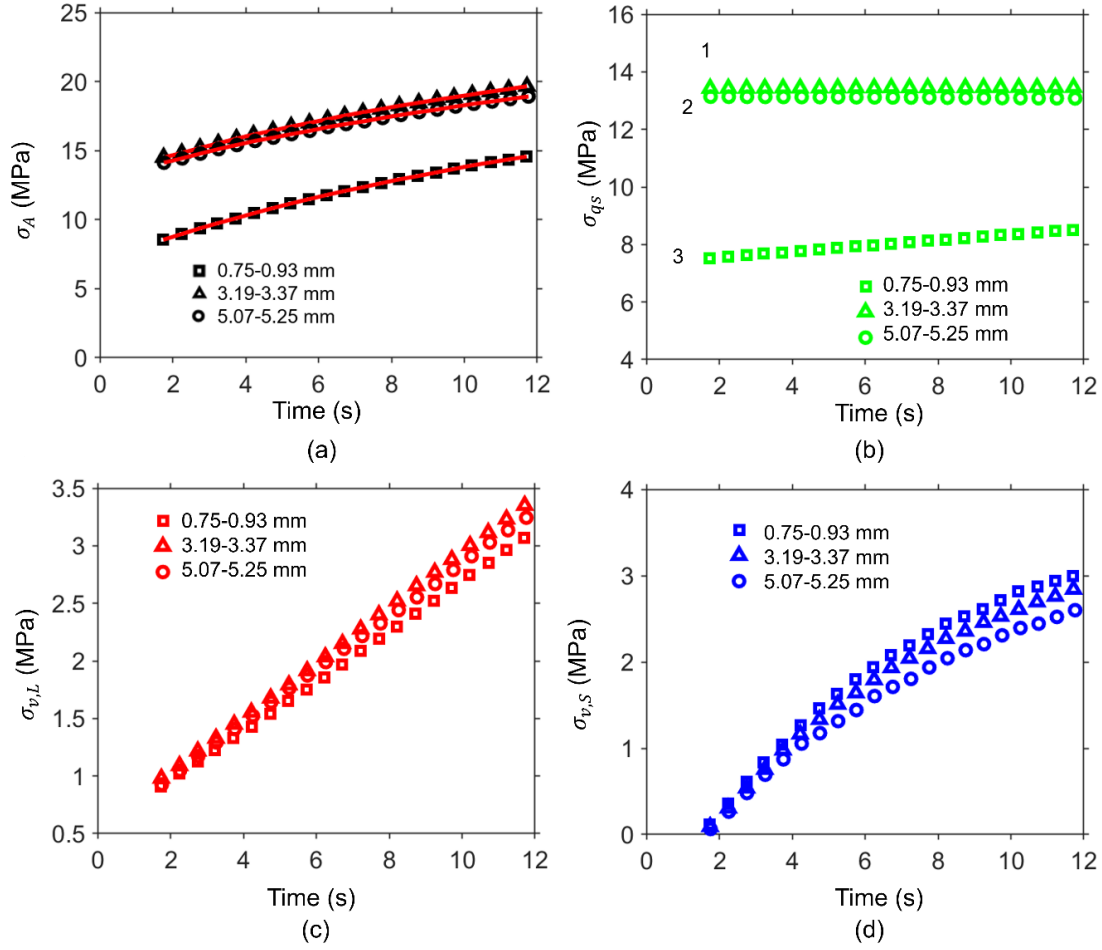 25
20
15
10
5
0
σ_A (MPa)
0.75-0.93 mm
3.19-3.37 mm
5.07-5.25 mm
0 2 4 6 8 10 12
Time (s)
(a)
16
14
12
10
8
6
4
σ_qs (MPa)
1
2
3
0.75-0.93 mm
3.19-3.37 mm
5.07-5.25 mm
0 2 4 6 8 10 12
Time (s)
(b)
3.5
3
2.5
2
1.5
1
0.5
σ_v,L (MPa)
0.75-0.93 mm
3.19-3.37 mm
5.07-5.25 mm
0 2 4 6 8 10 12
Time (s)
(c)
4
3
2
1
0
σ_v,S (MPa)
0.75-0.93 mm
3.19-3.37 mm
5.07-5.25 mm
0 2 4 6 8 10 12
Time (s)
(d)